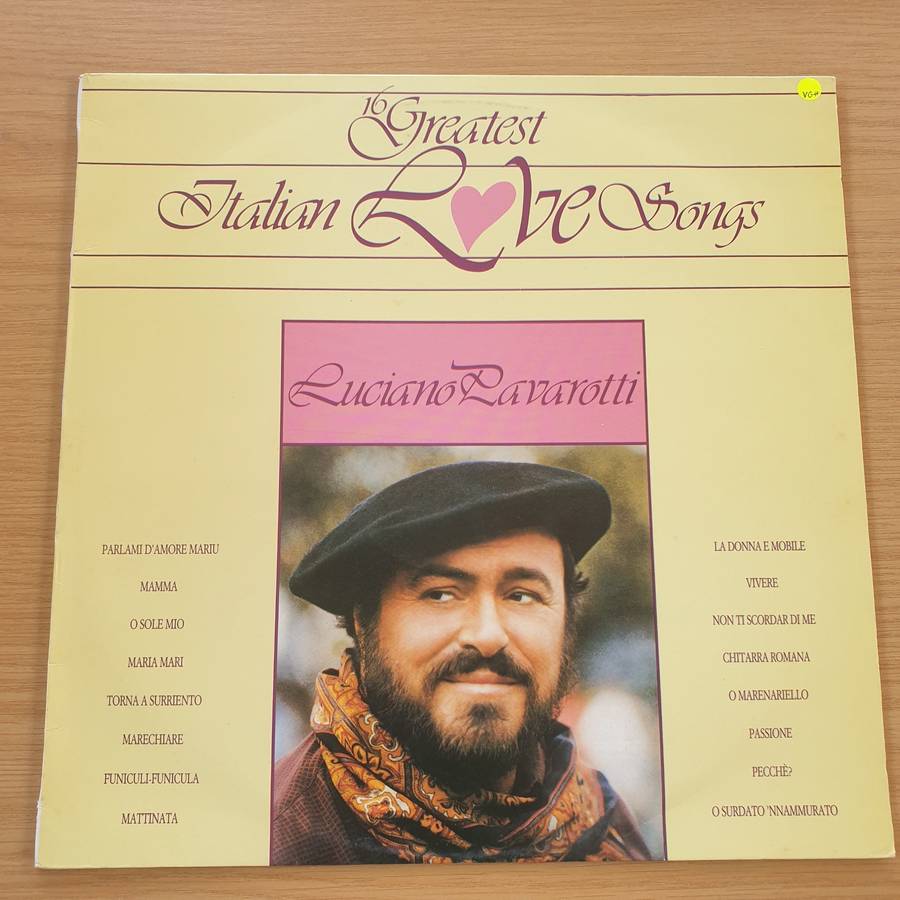 16 Greatest
Italian Love Songs
VG+
Luciano Pavarotti
PARLAMI D'AMORE MARIU
MAMMA
O SOLE MIO
MARIA MARI
TORNA A SURRIENTO
MARECHIARE
FUNICULI-FUNICULA
MATTINATA
LA DONNA E MOBILE
VIVERE
NON TI SCORDAR DI ME
CHITARRA ROMANA
O MARENARIELLO
PASSIONE
PECCHÈ?
O SURDATO 'NNAMMURATO